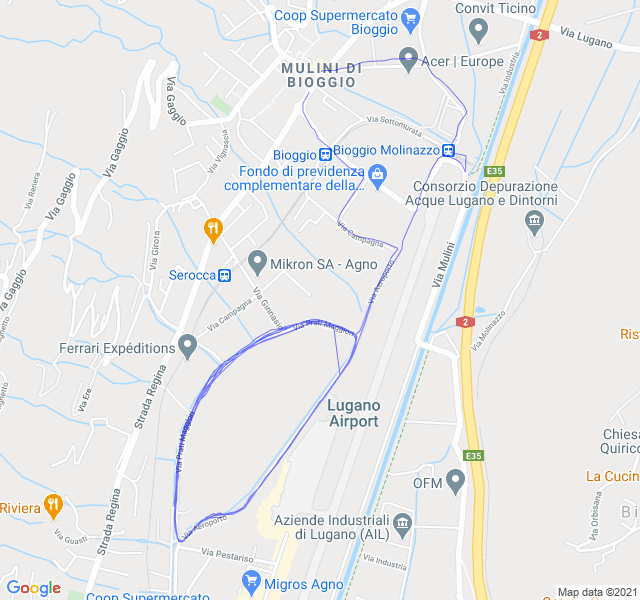 Convit Ticino
Coop Supermercato
Bioggio
2
Via Lugano
Acer | Europe
MULINI DI
BIOGGIO
Via Industria
Via Gaggio
Via Gaggio
Via Sottomurata
Via Vignascia
Bioggio Molinazzo
Bioggio
E35
Fondo di previdenza
complementare della...
Via Renera
Via Gaggio
Consorzio Depurazione
Acque Lugano e Dintorni
Via Campagna
Via Girora
Via Mulini
Mikron SA - Agno
Serocca
Via Aeroporto
Via Gaggio
Via Ginnasio
Via Campagna
2
Via Molinazzo
Via Prati Maggiori
Ris
Ferrari Expéditions
Strada Regina
Via Ere
Lugano
Airport
Via Prati Maggiori
Chiesa
Quirico
E35
La Cucin
OFM
Strada Regina
Riviera
Via Orbisana
Bi
Via Aeroporto
Aziende Industriali
di Lugano (AIL)
Via Guasti
Via Pestariso
Via Industria
Migros Agno
Google
Coop Supermercato
Map data ©2021